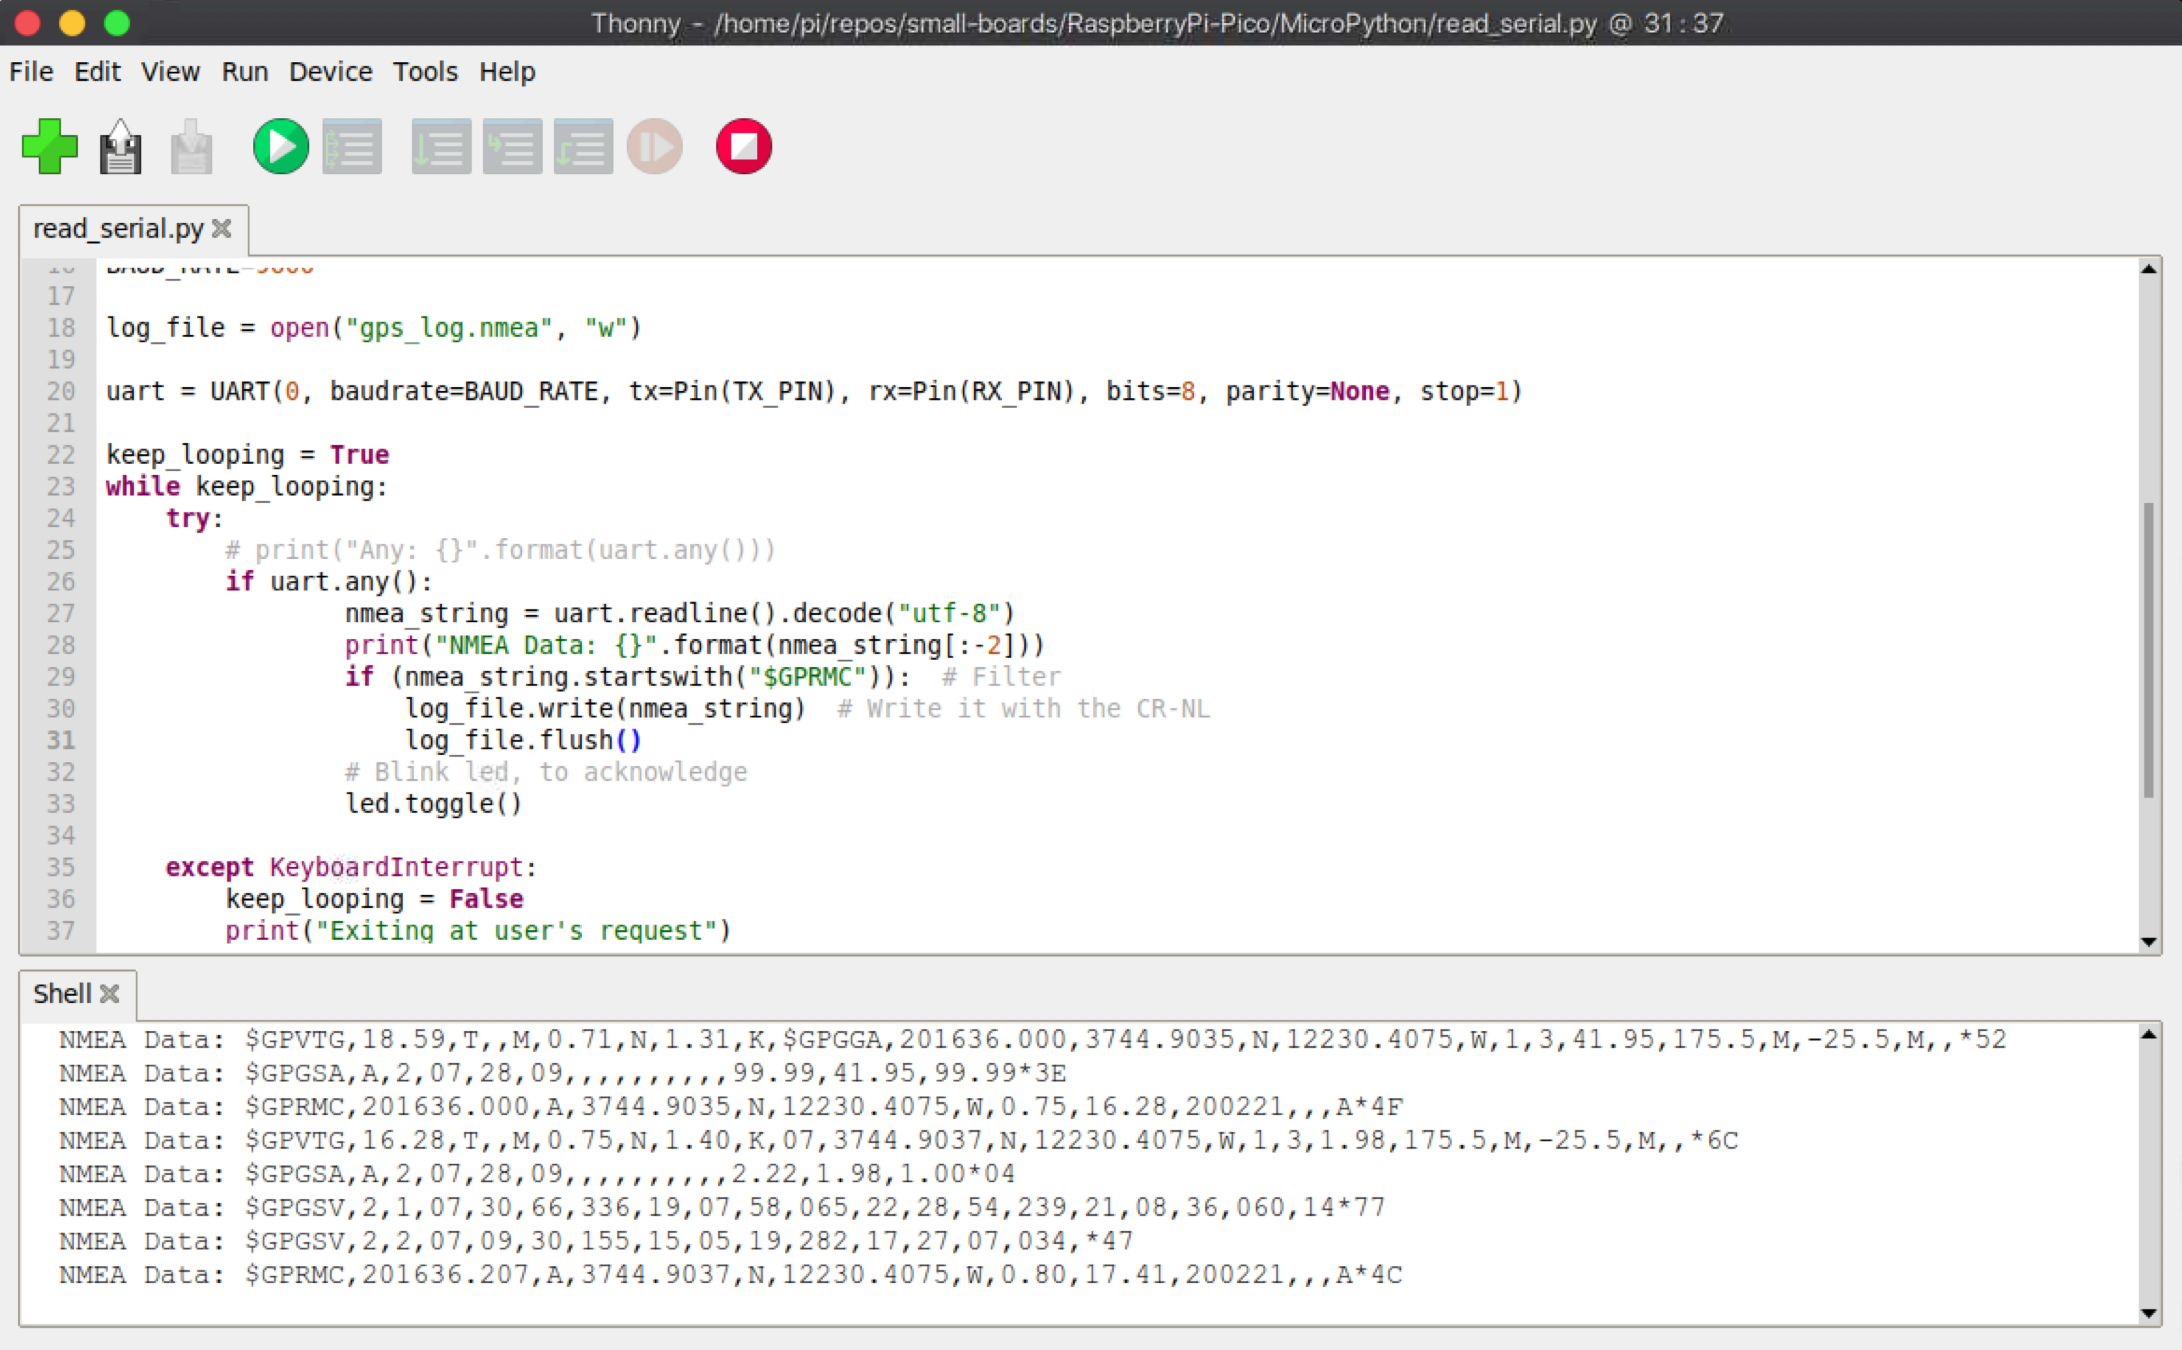 Thonny - /home/pi/repos/small-boards/RaspberryPi-Pico/MicroPython/read_serial.py @ 31 : 37
File Edit View Run Device Tools Help
read_serial.py
16 BAUD_RATE=9600
17
18 log_file = open("gps_log.nmea", "w")
19
20 uart = UART(0, baudrate=BAUD_RATE, tx=Pin(TX_PIN), rx=Pin(RX_PIN), bits=8, parity=None, stop=1)
21
22 keep_looping = True
23 while keep_looping:
24     try:
25         # print("Any: {}".format(uart.any()))
26         if uart.any():
27                 nmea_string = uart.readline().decode("utf-8")
28                 print("NMEA Data: {}".format(nmea_string[:-2]))
29                 if (nmea_string.startswith("$GPRMC")):  # Filter
30                     log_file.write(nmea_string)  # Write it with the CR-NL
31                     log_file.flush()
32                 # Blink led, to acknowledge
33                 led.toggle()
34
35     except KeyboardInterrupt:
36         keep_looping = False
37         print("Exiting at user's request")
Shell
NMEA Data: $GPVTG,18.59,T,,M,0.71,N,1.31,K,$GPGGA,201636.000,3744.9035,N,12230.4075,W,1,3,41.95,175.5,M,-25.5,M,,*52
NMEA Data: $GPGSA,A,2,07,28,09,,,,,,,,,,99.99,41.95,99.99*3E
NMEA Data: $GPRMC,201636.000,A,3744.9035,N,12230.4075,W,0.75,16.28,200221,,,A*4F
NMEA Data: $GPVTG,16.28,T,,M,0.75,N,1.40,K,07,3744.9037,N,12230.4075,W,1,3,1.98,175.5,M,-25.5,M,,*6C
NMEA Data: $GPGSA,A,2,07,28,09,,,,,,,,,,2.22,1.98,1.00*04
NMEA Data: $GPGSV,2,1,07,30,66,336,19,07,58,065,22,28,54,239,21,08,36,060,14*77
NMEA Data: $GPGSV,2,2,07,09,30,155,15,05,19,282,17,27,07,034,*47
NMEA Data: $GPRMC,201636.207,A,3744.9037,N,12230.4075,W,0.80,17.41,200221,,,A*4C